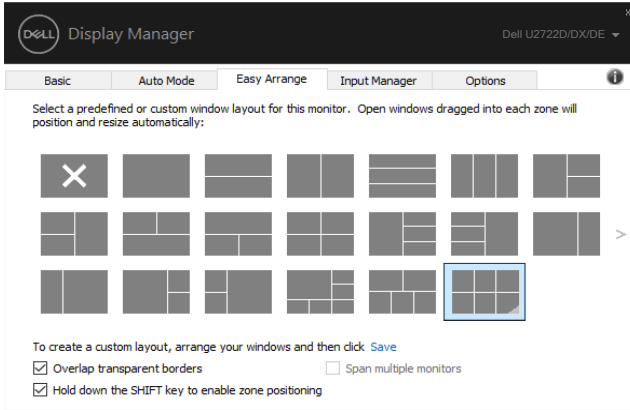 DELL Display Manager
Dell U2722D/DX/DE
Basic Auto Mode Easy Arrange Input Manager Options
Select a predefined or custom window layout for this monitor. Open windows dragged into each zone will
position and resize automatically:
To create a custom layout, arrange your windows and then click Save
Overlap transparent borders
Span multiple monitors
Hold down the SHIFT key to enable zone positioning